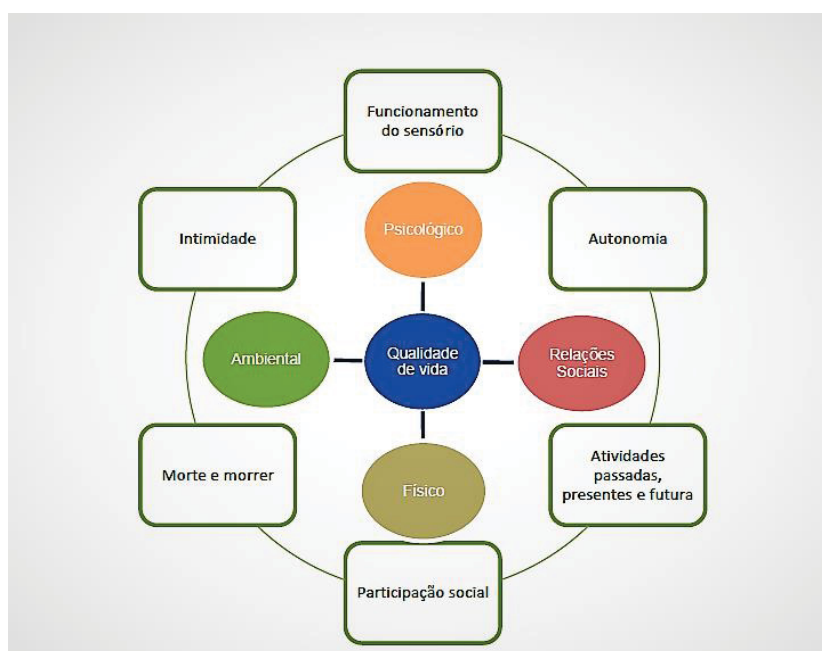 Funcionamento
do sensório
Psicológico
Intimidade
Autonomia
Ambiental
Qualidade
de vida
Relações
Sociais
Morte e morrer
Físico
Atividades
passadas,
presentes e futura
Participação social